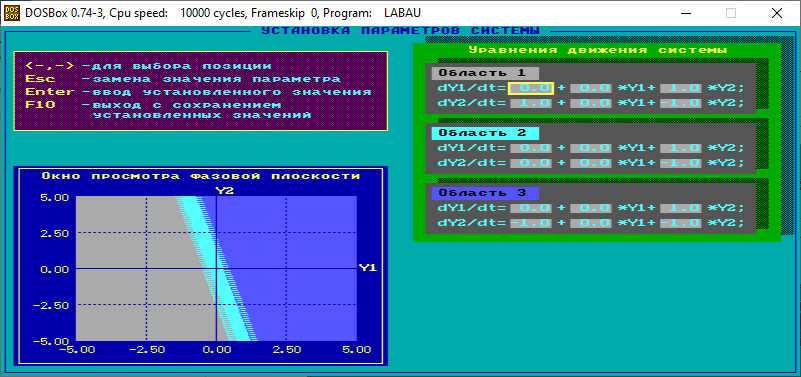 DOSBox 0.74-3, Cpu speed: 10000 cycles, Frameskip 0, Program: LABAU
УСТАНОВКА ПАРАМЕТРОВ СИСТЕМЫ
<-,-> -для выбора позиции
Esc -замена значения параметра
Enter -ввод установленного значения
F10 -выход с сохранением
установленных значений
Уравнения движения системы
Область 1
dY1/dt= 0.0 + 0.0 *Y1+ 1.0 *Y2;
dY2/dt= 1.0 + 0.0 *Y1+ -1.0 *Y2;
Область 2
dY1/dt= 0.0 + 0.0 *Y1+ 1.0 *Y2;
dY2/dt= 0.0 + 0.0 *Y1+ -1.0 *Y2;
Область 3
dY1/dt= 0.0 + 0.0 *Y1+ 1.0 *Y2;
dY2/dt= -1.0 + 0.0 *Y1+ -1.0 *Y2;
Окно просмотра Фазовой плоскости
Y2
5.00
2.50
0.00
Y1
-2.50
-5.00
-5.00 -2.50 0.00 2.50 5.00